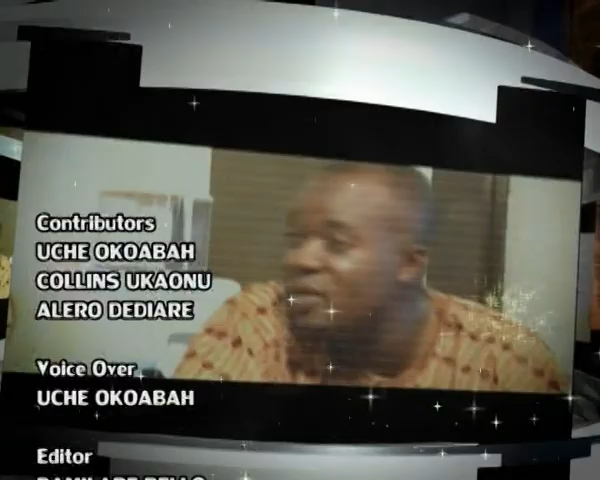 Contributors
UCHE OKOABAH
COLLINS UKAONU
ALERO DEDIARE
Voice Over
UCHE OKOABAH
Editor